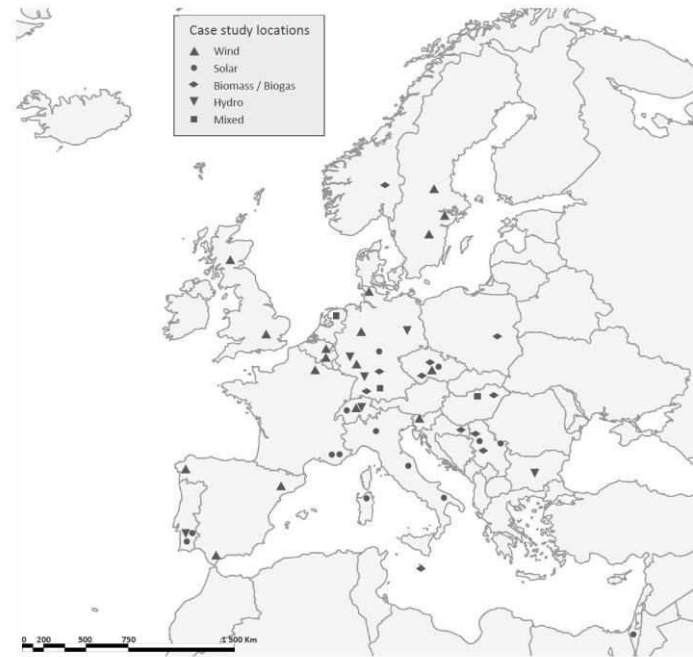 Case study locations
Wind
Solar
Biomass / Biogas
Hydro
Mixed
0 200 500 750 1 500 Km